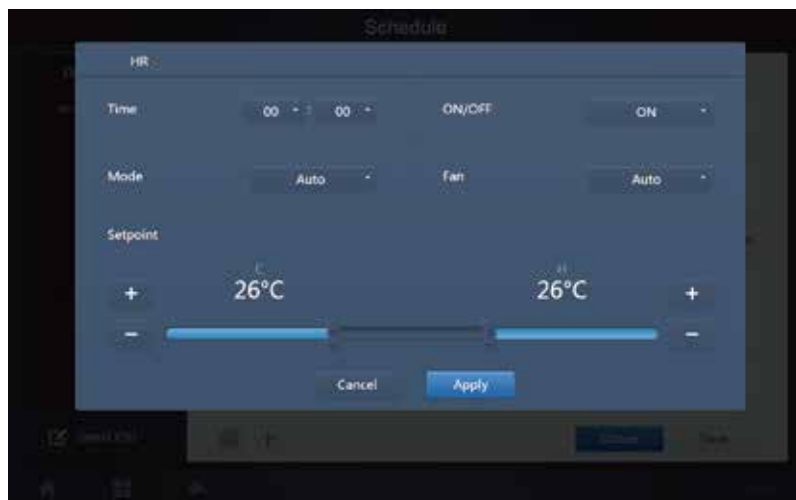 Schedule
HR
Time 00 : 00 ON/OFF ON
Mode Auto Fan Auto
Setpoint
C H
26°C 26°C
+ +
− −
Cancel Apply